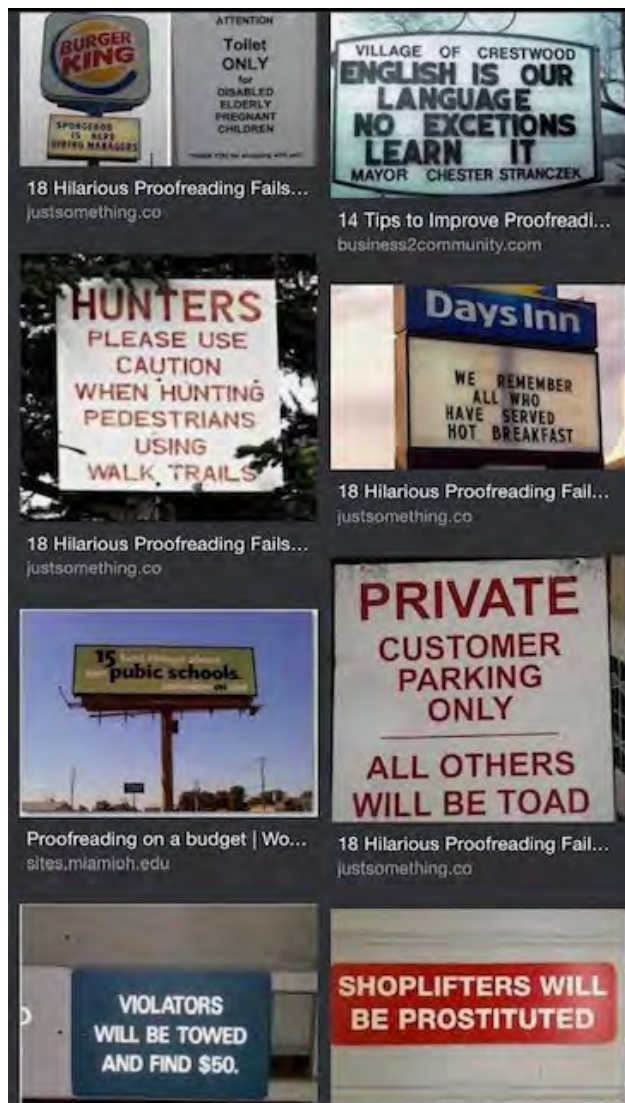 BURGER
KING
SPONGEBOB
IS HERE
HIRING MANAGERS
ATTENTION
Toilet
ONLY
for
DISABLED
ELDERLY
PREGNANT
CHILDREN
18 Hilarious Proofreading Fails...
justsomething.co
VILLAGE OF CRESTWOOD
ENGLISH IS OUR
LANGUAGE
NO EXCETIONS
LEARN IT
MAYOR CHESTER STRANCZEK
14 Tips to Improve Proofreadi...
business2community.com
HUNTERS
PLEASE USE
CAUTION
WHEN HUNTING
PEDESTRIANS
USING
WALK TRAILS
18 Hilarious Proofreading Fails...
justsomething.co
Days Inn
WE REMEMBER
ALL WHO
HAVE SERVED
HOT BREAKFAST
18 Hilarious Proofreading Fail...
justsomething.co
15
pubic schools.
Proofreading on a budget | Wo...
sites.miamioh.edu
PRIVATE
CUSTOMER
PARKING
ONLY
ALL OTHERS
WILL BE TOAD
18 Hilarious Proofreading Fail...
justsomething.co
VIOLATORS
WILL BE TOWED
AND FIND $50.
SHOPLIFTERS WILL
BE PROSTITUTED